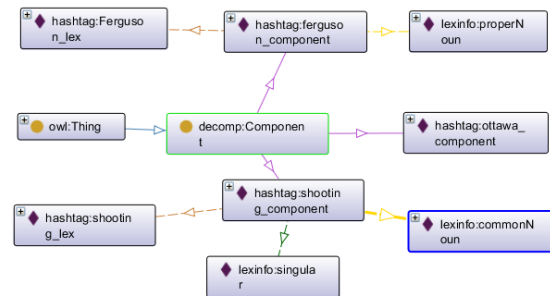 hashtag:Ferguso
n_lex
hashtag:ferguso
n_component
lexinfo:properN
oun
owl:Thing
decomp:Componen
t
hashtag:ottawa_
component
hashtag:shootin
g_lex
hashtag:shootin
g_component
lexinfo:commonN
oun
lexinfo:singula
r